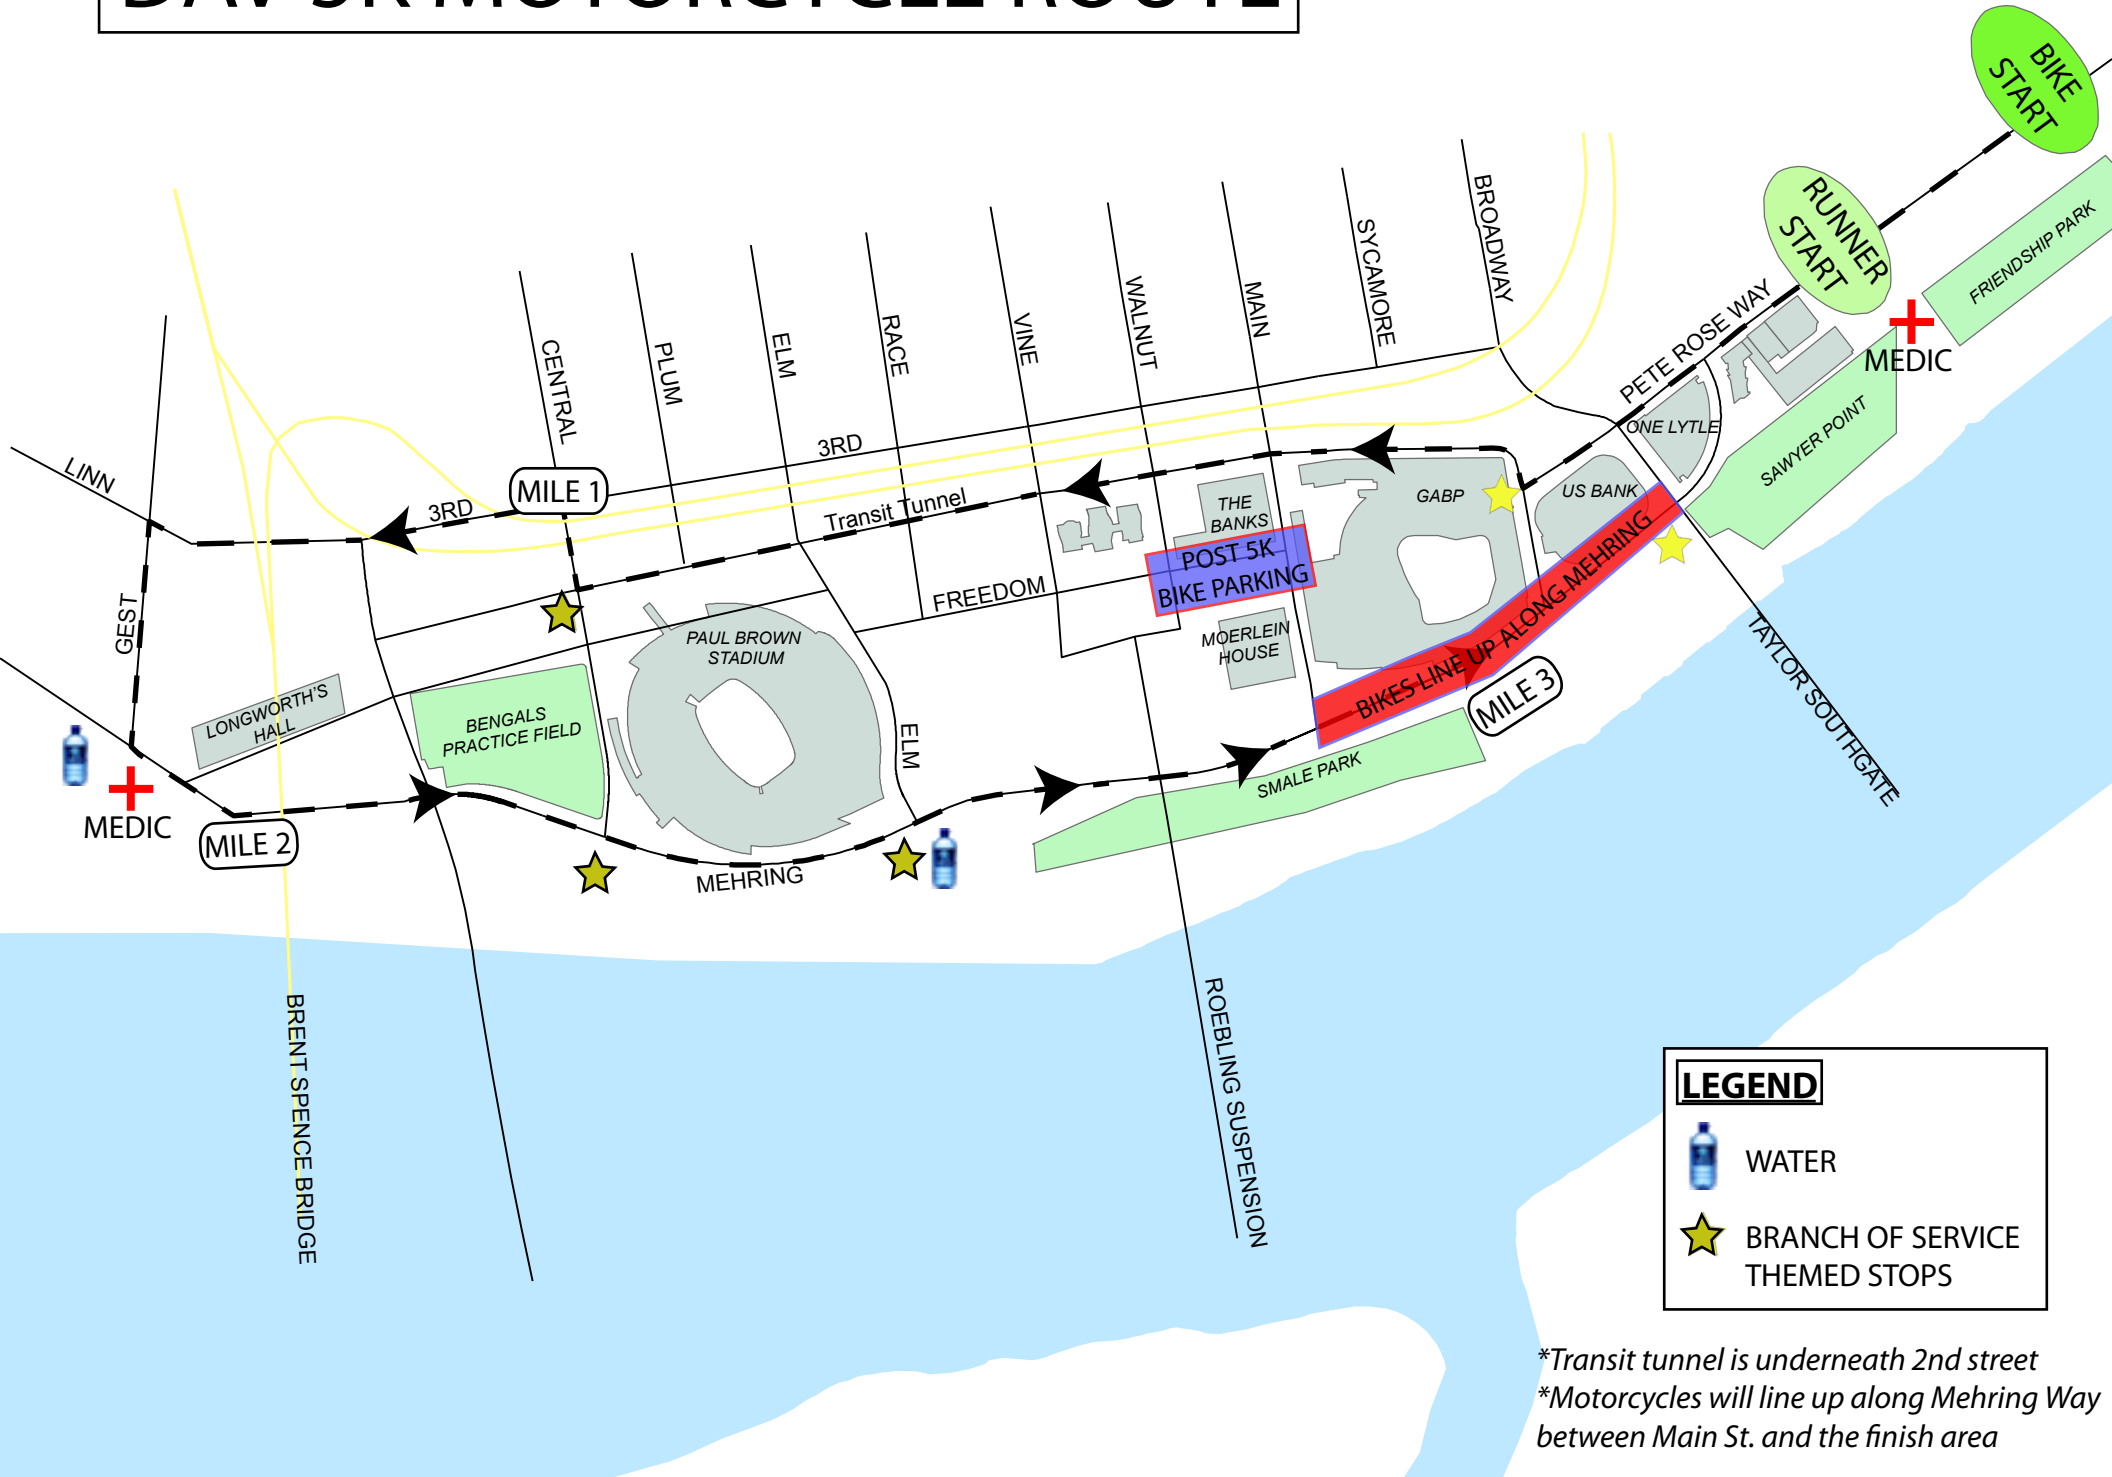 DAV 5K MOTORCYCLE ROUTE
BIKE
START
RUNNER
START
FRIENDSHIP PARK
MEDIC
PETE ROSE WAY
BROADWAY
SYCAMORE
MAIN
WALNUT
VINE
RACE
ELM
PLUM
CENTRAL
ONE LYTLE
SAWYER POINT
3RD
MILE 1
LINN
3RD
Transit Tunnel
THE
BANKS
GABP
US BANK
POST 5K
BIKE PARKING
FREEDOM
GEST
PAUL BROWN
STADIUM
MOERLEIN
HOUSE
BIKES LINE UP ALONG MEHRING
MILE 3
TAYLOR SOUTHGATE
LONGWORTH'S
HALL
BENGALS
PRACTICE FIELD
ELM
SMALE PARK
MEDIC
MILE 2
MEHRING
BRENT SPENCE BRIDGE
ROEBLING SUSPENSION
LEGEND
WATER
BRANCH OF SERVICE
THEMED STOPS
*Transit tunnel is underneath 2nd street
*Motorcycles will line up along Mehring Way
between Main St. and the finish area